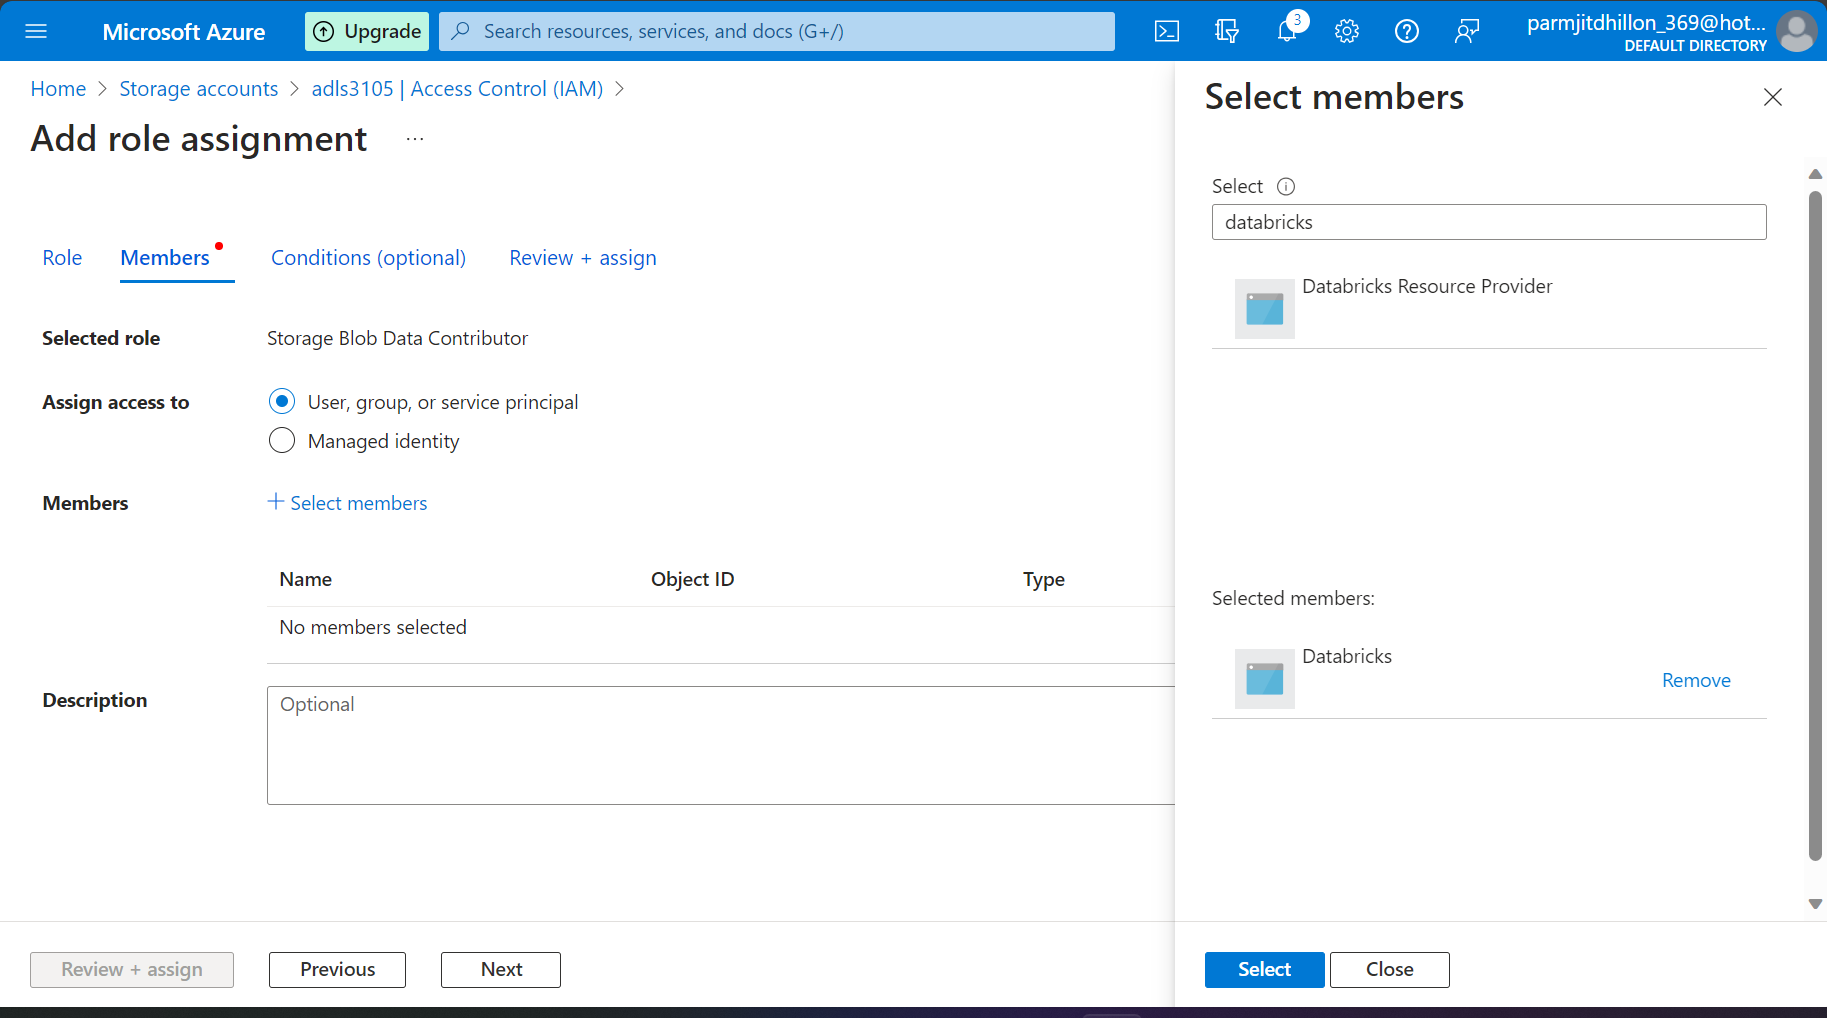 Microsoft Azure
Upgrade
Search resources, services, and docs (G+/)
3
parmjitdhillon_369@hot...
DEFAULT DIRECTORY
Home > Storage accounts > adls3105 | Access Control (IAM) >
Add role assignment ...
Role
Members
Conditions (optional)
Review + assign
Selected role
Storage Blob Data Contributor
Assign access to
User, group, or service principal
Managed identity
Members
+ Select members
Name
Object ID
Type
No members selected
Description
Optional
Review + assign
Previous
Next
Select members
Select
databricks
Databricks Resource Provider
Selected members:
Databricks
Remove
Select
Close